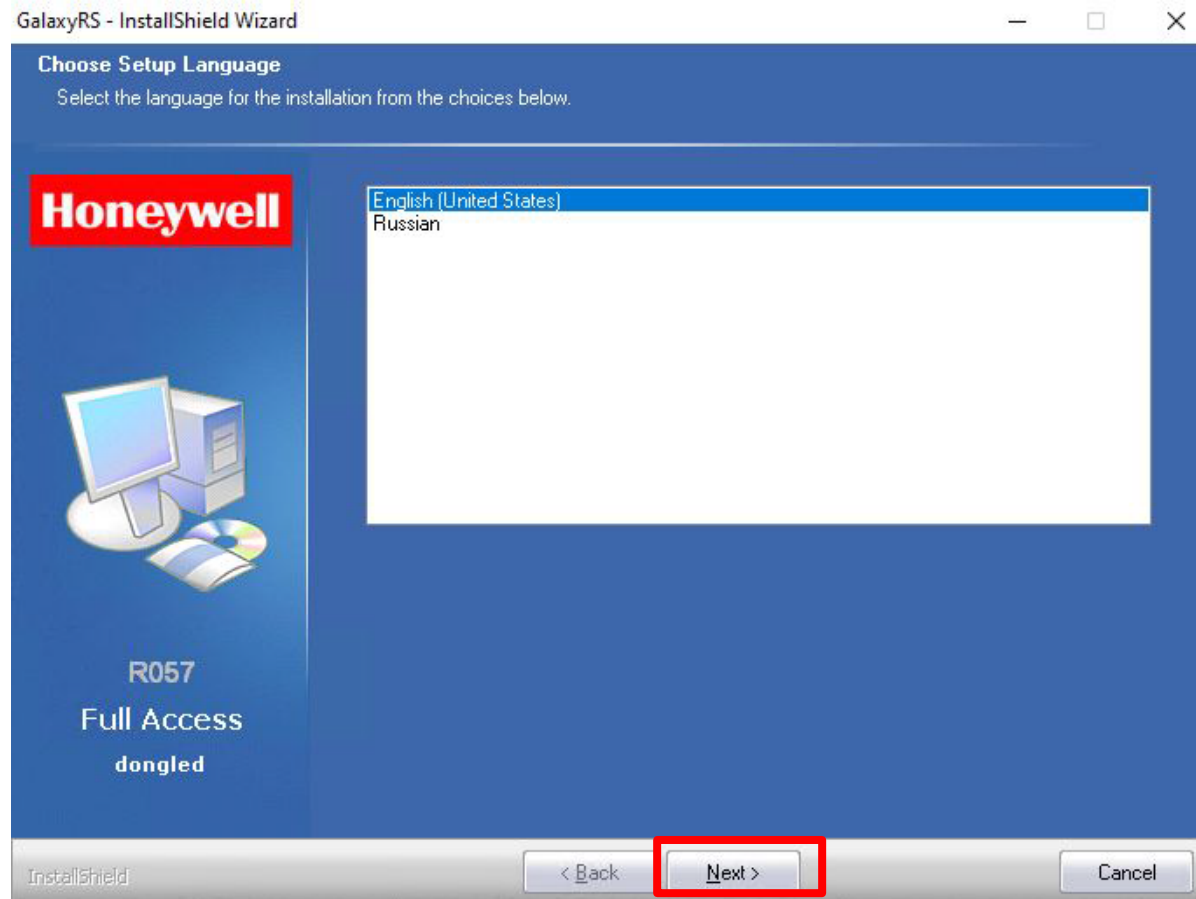 GalaxyRS - InstallShield Wizard
Choose Setup Language
Select the language for the installation from the choices below.
Honeywell
English (United States)
Russian
R057
Full Access
dongled
InstallShield
< Back
Next >
Cancel